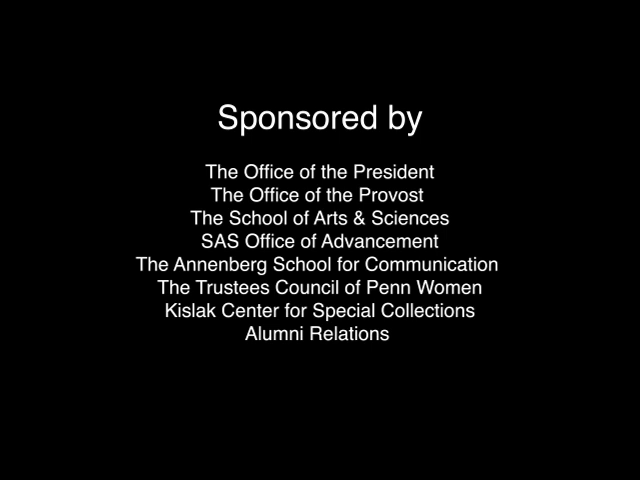 Sponsored by
The Office of the President
The Office of the Provost
The School of Arts & Sciences
SAS Office of Advancement
The Annenberg School for Communication
The Trustees Council of Penn Women
Kislak Center for Special Collections
Alumni Relations